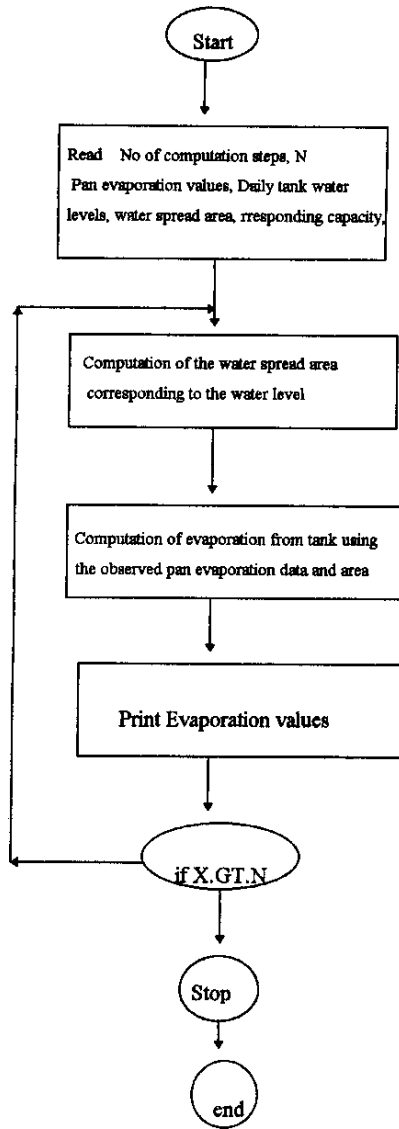 Start
Read No of computation steps, N
Pan evaporation values, Daily tank water
levels, water spread area, rresponding capacity,
Computation of the water spread area
corresponding to the water level
Computation of evaporation from tank using
the observed pan evaporation data and area
Print Evaporation values
if X.GT.N
Stop
end